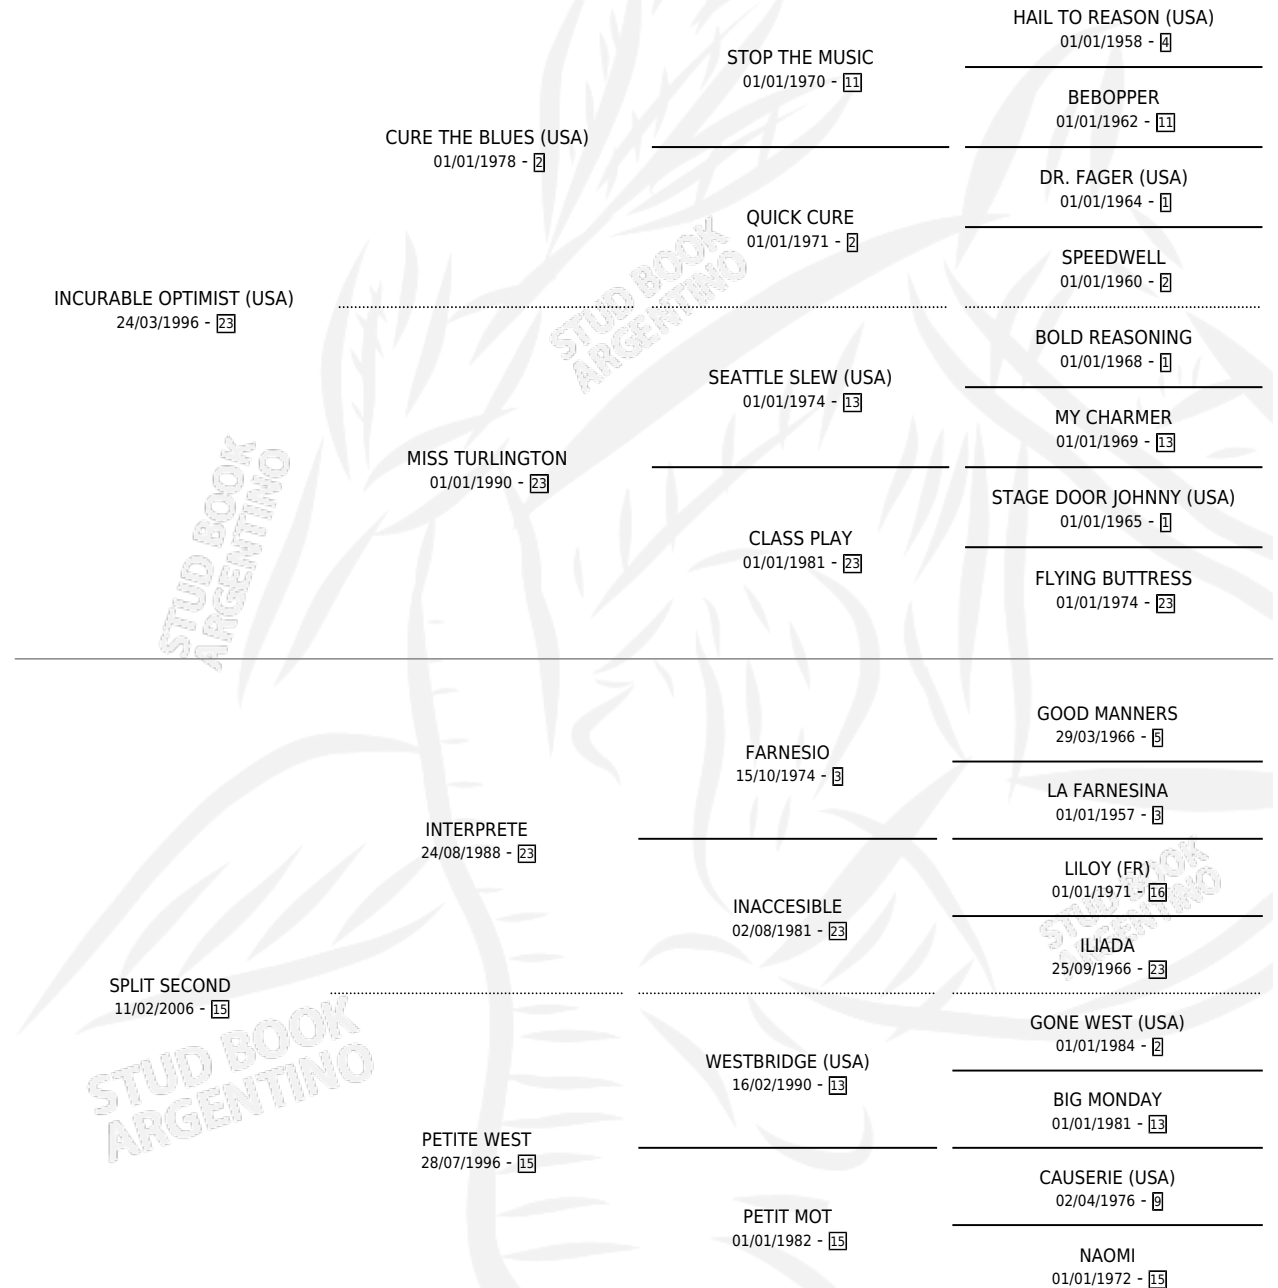 HAIL TO REASON (USA)
01/01/1958 - 4
STOP THE MUSIC
01/01/1970 - 11
BEBOPPER
01/01/1962 - 11
CURE THE BLUES (USA)
01/01/1978 - 2
DR. FAGER (USA)
01/01/1964 - 1
QUICK CURE
01/01/1971 - 2
SPEEDWELL
01/01/1960 - 2
INCURABLE OPTIMIST (USA)
24/03/1996 - 23
STUD BOOK
ARGENTINO
BOLD REASONING
01/01/1968 - 1
SEATTLE SLEW (USA)
01/01/1974 - 13
MY CHARMER
01/01/1969 - 13
MISS TURLINGTON
01/01/1990 - 23
STAGE DOOR JOHNNY (USA)
01/01/1965 - 1
CLASS PLAY
01/01/1981 - 23
FLYING BUTTRESS
01/01/1974 - 23
STUD BOOK
ARGENTINO
GOOD MANNERS
29/03/1966 - 5
FARNESIO
15/10/1974 - 3
LA FARNESINA
01/01/1957 - 3
INTERPRETE
24/08/1988 - 23
LILOY (FR)
01/01/1971 - 16
INACCESIBLE
02/08/1981 - 23
STUD BOOK
ARGENTINO
ILIADA
25/09/1966 - 23
SPLIT SECOND
11/02/2006 - 15
STUD BOOK
ARGENTINO
GONE WEST (USA)
01/01/1984 - 2
WESTBRIDGE (USA)
16/02/1990 - 13
BIG MONDAY
01/01/1981 - 13
PETITE WEST
28/07/1996 - 15
CAUSERIE (USA)
02/04/1976 - 9
PETIT MOT
01/01/1982 - 15
NAOMI
01/01/1972 - 15